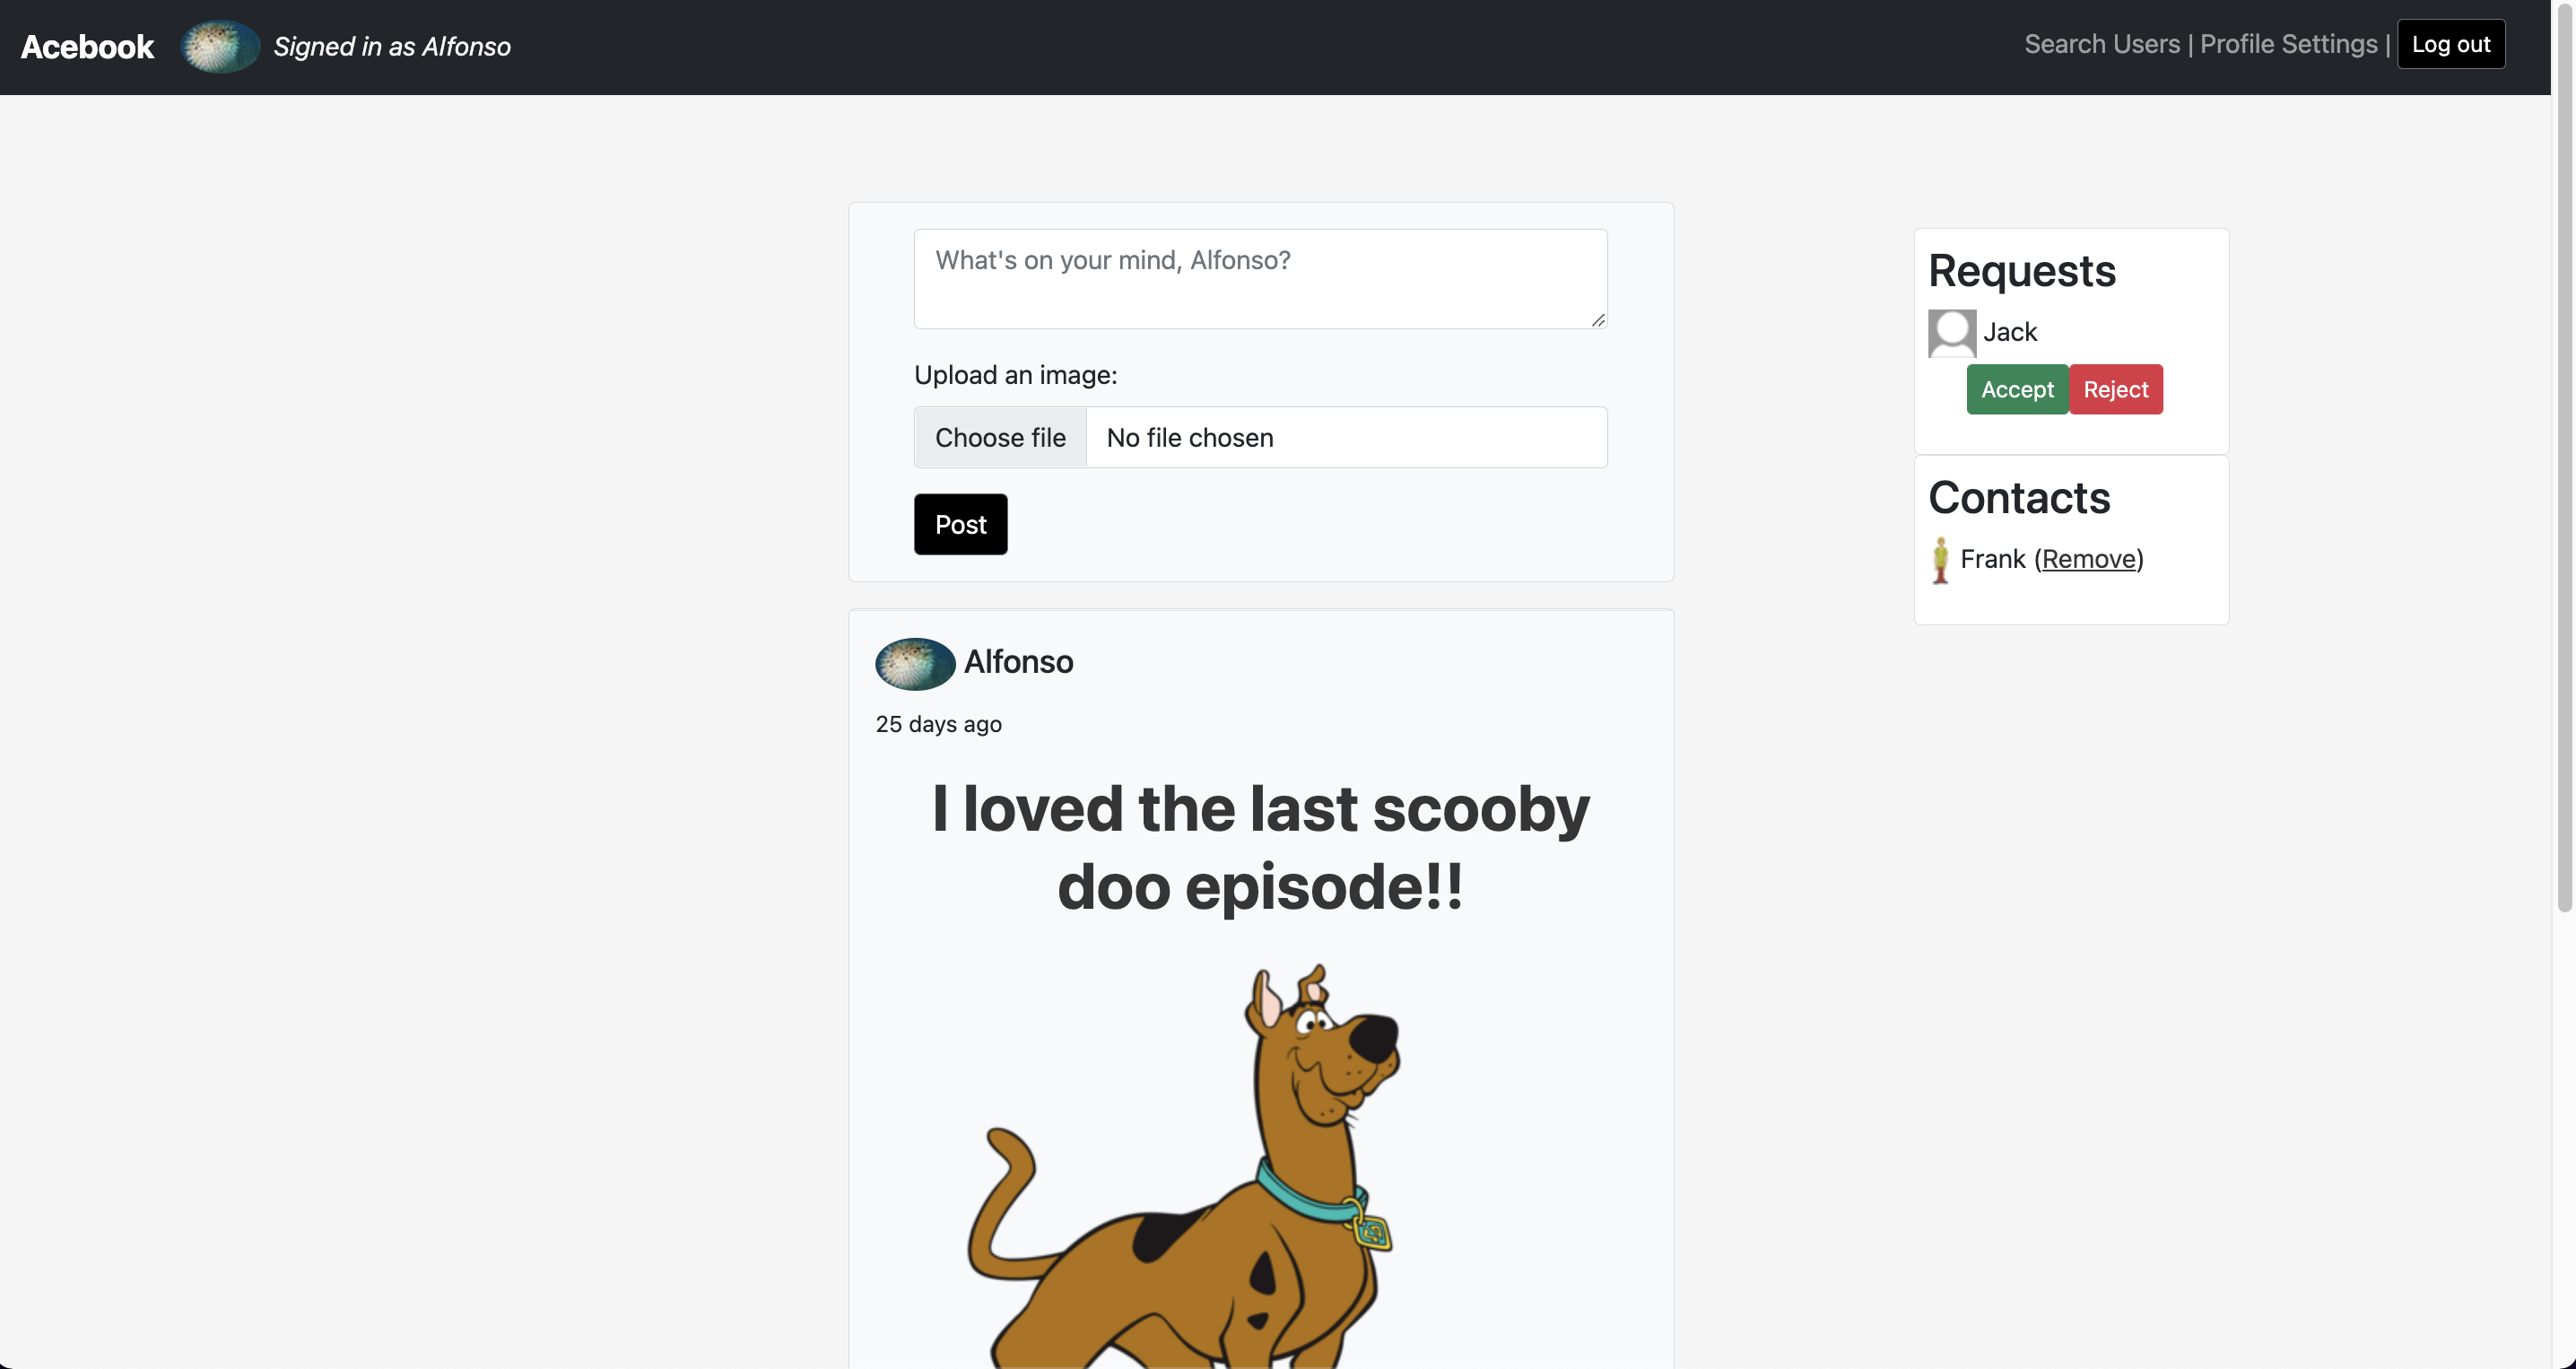 Acebook
Signed in as Alfonso
Search Users | Profile Settings | Log out
What's on your mind, Alfonso?
Upload an image:
Choose file No file chosen
Post
Requests
Jack
Accept Reject
Contacts
Frank (Remove)
Alfonso
25 days ago
I loved the last scooby
doo episode!!